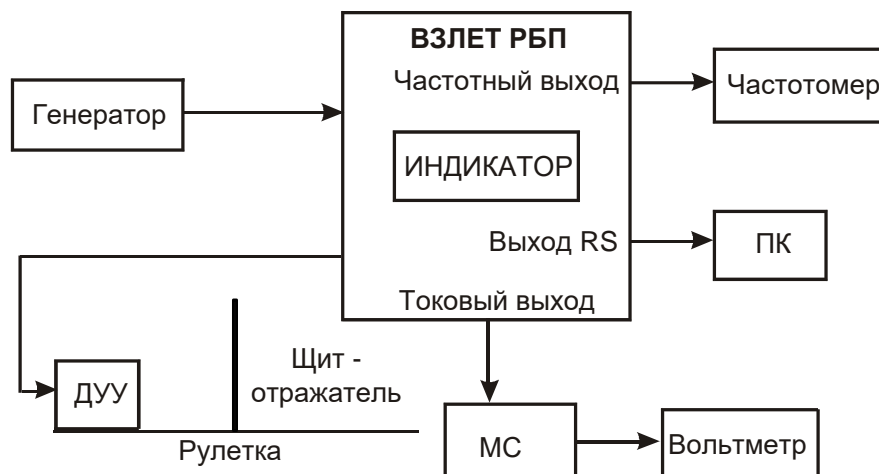 ВЗЛЕТ РБП
Частотный выход
Частотомер
Генератор
ИНДИКАТОР
Выход RS
ПК
Токовый выход
Щит -
отражатель
ДУУ
Рулетка
МС
Вольтметр